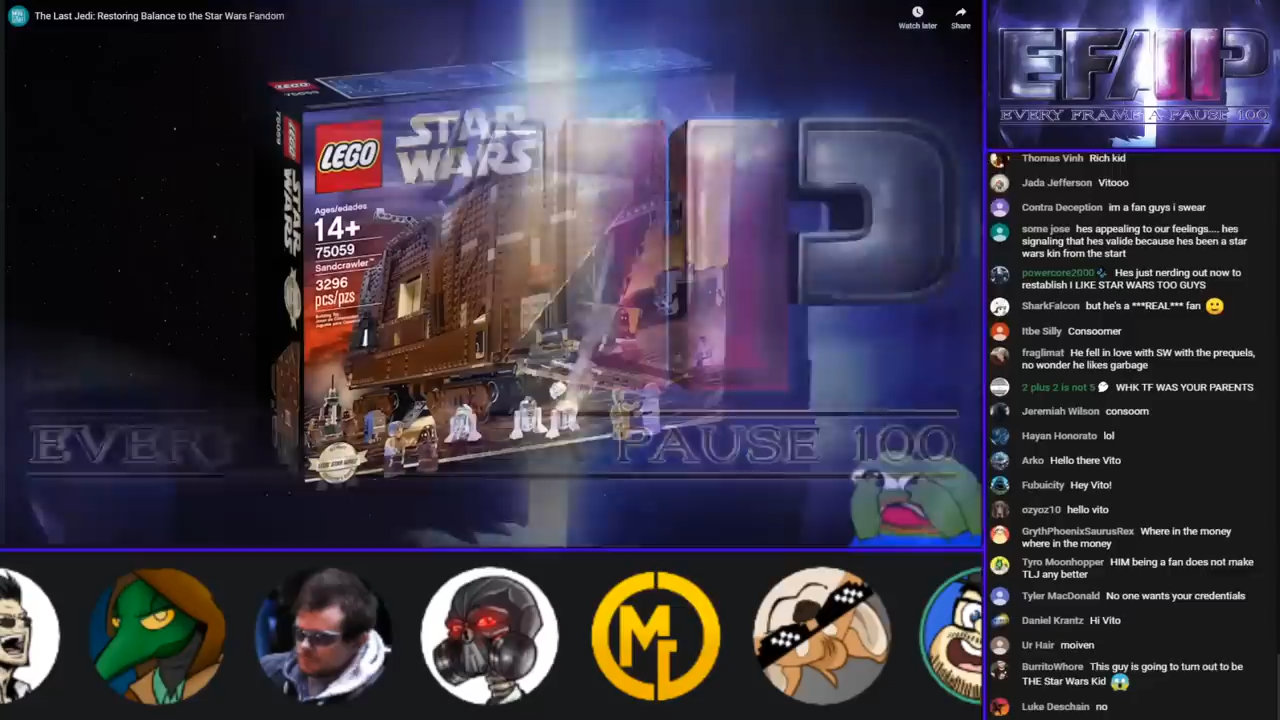 The Last Jedi: Restoring Balance to the Star Wars Fandom
Watch later
Share
LEGO
75059
LEGO
STAR WARS
LEGO
STAR
WARS
Ages/edades
14+
75059
Sandcrawler™
3296
pcs/pzs
IIP
EVERY
PAUSE 100
EFAIIP
EVERY FRAME A PAUSE 100
Thomas Vinh Rich kid
Jada Jefferson Vitooo
Contra Deception im a fan guys i swear
some jose hes appealing to our feelings.... hes
signaling that hes valide because hes been a star
wars kin from the start
powercore2000 Hes just nerding out now to
restablish I LIKE STAR WARS TOO GUYS
SharkFalcon but he's a ***REAL*** fan 🙂
Itbe Silly Consoomer
fraglimat He fell in love with SW with the prequels,
no wonder he likes garbage
2 plus 2 is not 5 WHK TF WAS YOUR PARENTS
Jeremiah Wilson consoom
Hayan Honorato lol
Arko Hello there Vito
Fubuicity Hey Vito!
ozyoz10 hello vito
GrythPhoenixSaurusRex Where in the money
where in the money
Tyro Moonhopper HIM being a fan does not make
TLJ any better
Tyler MacDonald No one wants your credentials
Daniel Krantz Hi Vito
Ur Hair moiven
BurritoWhore This guy is going to turn out to be
THE Star Wars Kid 😱
Luke Deschain no